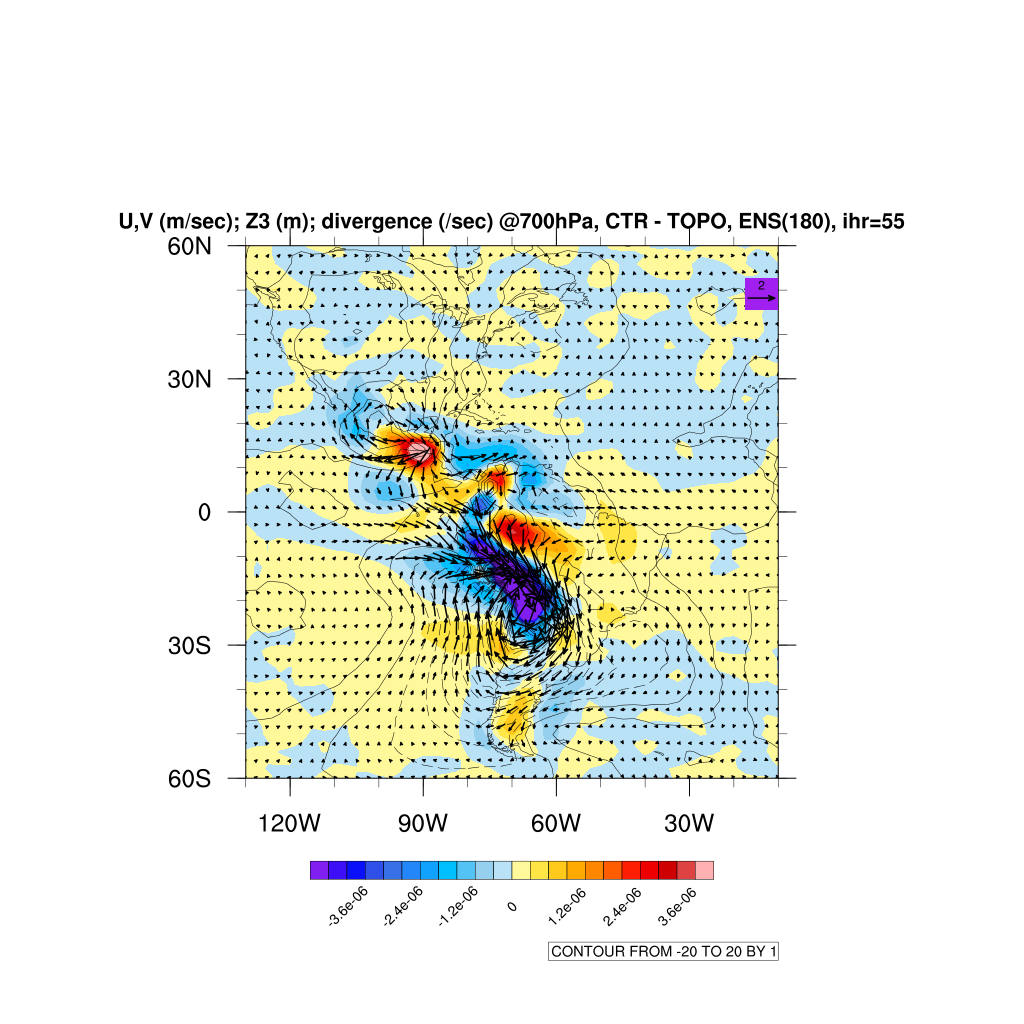 U,V (m/sec); Z3 (m); divergence (/sec) @700hPa, CTR - TOPO, ENS(180), ihr=55
60N
2
30N
0
30S
60S
120W 90W 60W 30W
-3.6e-06 -2.4e-06 -1.2e-06 0 1.2e-06 2.4e-06 3.6e-06
CONTOUR FROM -20 TO 20 BY 1